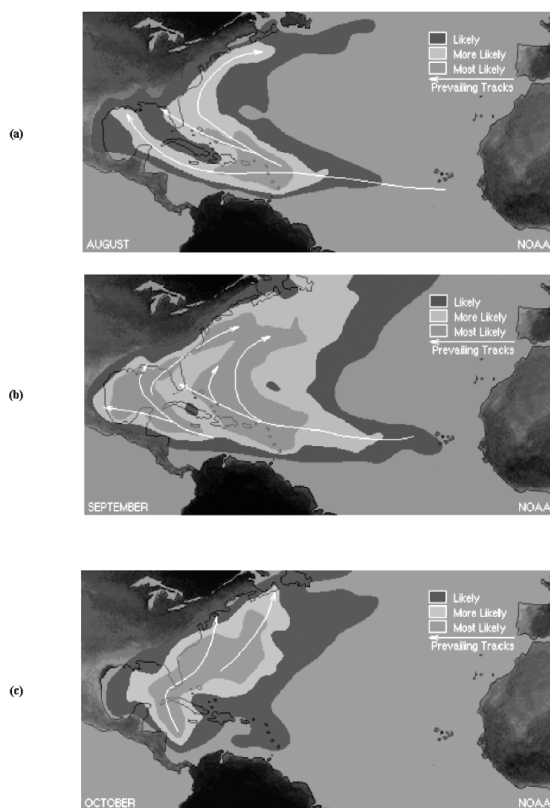 (a)
Likely
More Likely
Most Likely
Prevailing Tracks
AUGUST
NOAA
(b)
Likely
More Likely
Most Likely
Prevailing Tracks
SEPTEMBER
NOAA
(c)
Likely
More Likely
Most Likely
Prevailing Tracks
OCTOBER
NOAA